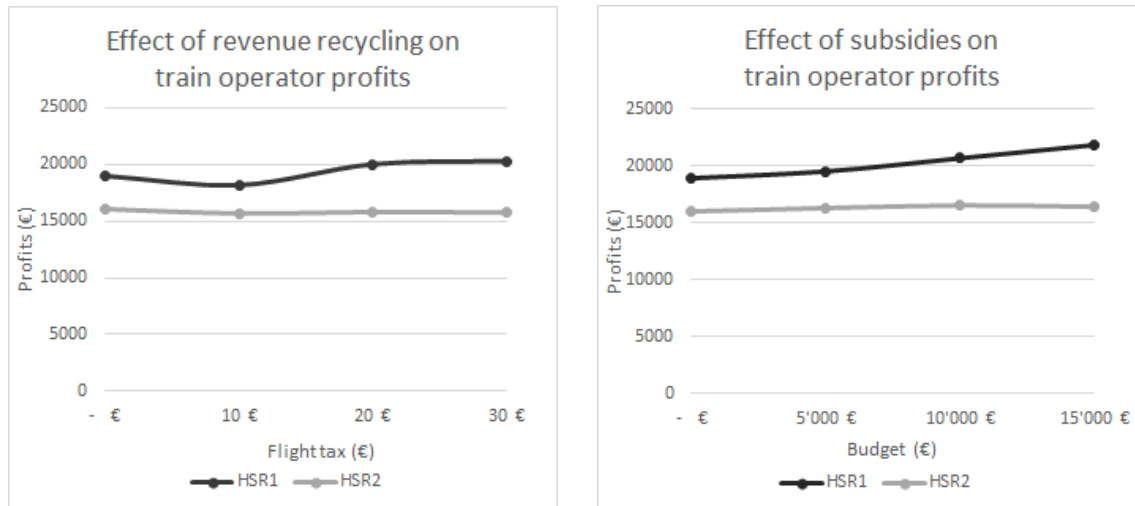 Effect of revenue recycling on
train operator profits
25000
20000
15000
10000
5000
0
Profits (€)
- €
10 €
20 €
30 €
Flight tax (€)
HSR1
HSR2
Effect of subsidies on
train operator profits
25000
20000
15000
10000
5000
0
Profits (€)
- €
5'000 €
10'000 €
15'000 €
Budget (€)
HSR1
HSR2